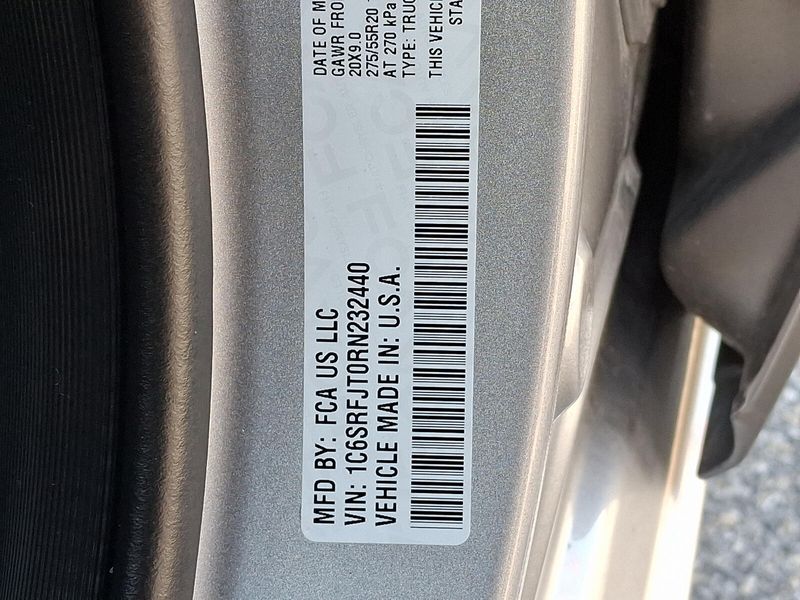 MFD BY: FCA US LLC
DATE OF M
VIN: 1C6SRFJT0RN232440
GAWR FRO
20X9.0
VEHICLE MADE IN: U.S.A.
275/55R20
AT 270 kPa
TYPE: TRUC
THIS VEHIC
STA